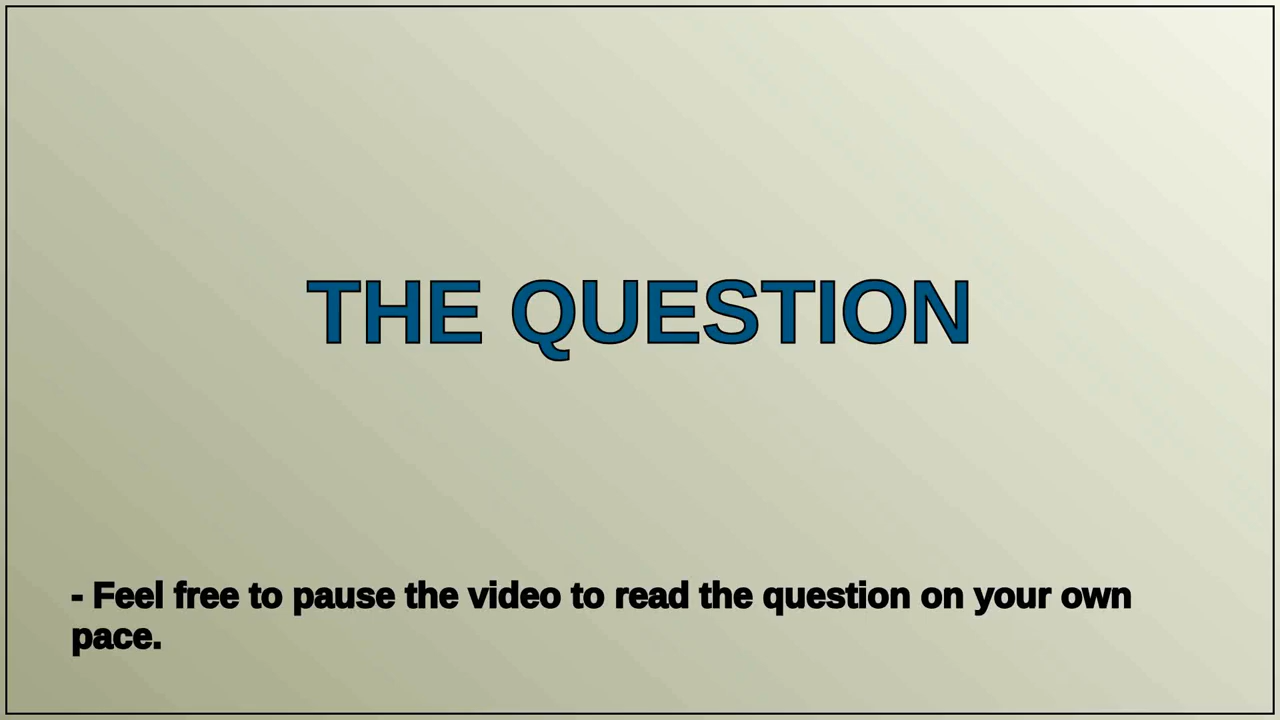 THE QUESTION
- Feel free to pause the video to read the question on your own
pace.